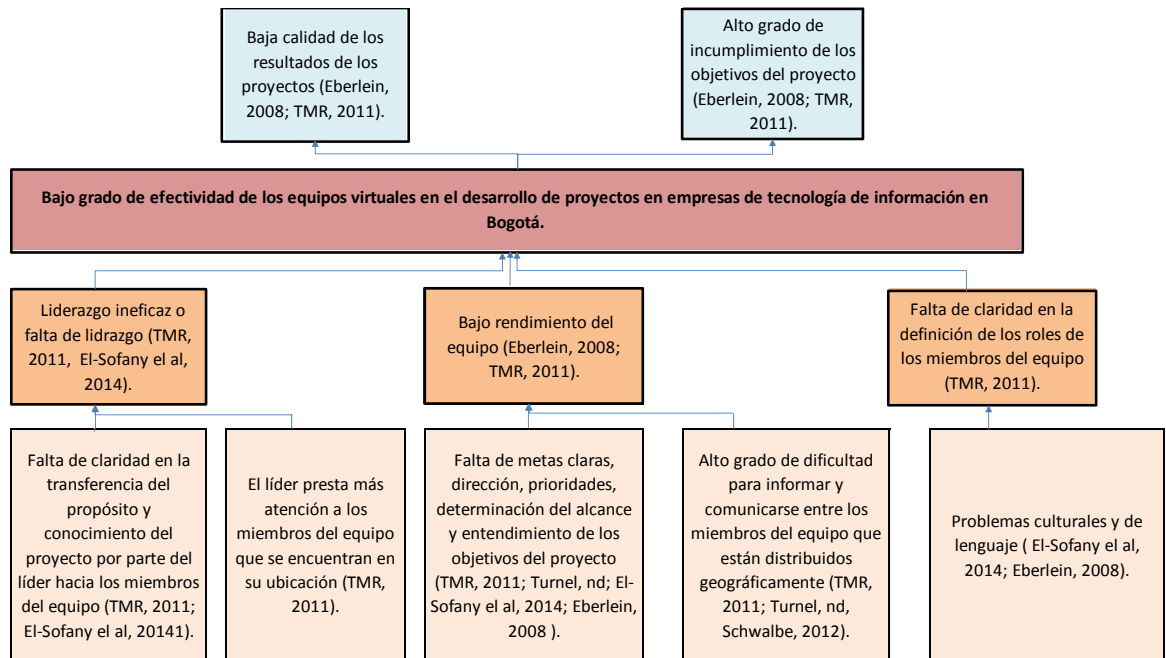 Baja calidad de los
resultados de los
proyectos (Eberlein,
2008; TMR, 2011).
Alto grado de
incumplimiento de los
objetivos del proyecto
(Eberlein, 2008; TMR,
2011).
Bajo grado de efectividad de los equipos virtuales en el desarrollo de proyectos en empresas de tecnología de información en
Bogotá.
Liderazgo ineficaz o
falta de lidrazgo (TMR,
2011, El-Sofany el al,
2014).
Bajo rendimiento del
equipo (Eberlein, 2008;
TMR, 2011).
Falta de claridad en la
definición de los roles de
los miembros del equipo
(TMR, 2011).
Falta de claridad en la
transferencia del
propósito y
conocimiento del
proyecto por parte del
líder hacia los miembros
del equipo (TMR, 2011;
El-Sofany el al, 20141).
El líder presta más
atención a los
miembros del equipo
que se encuentran en
su ubicación (TMR,
2011).
Falta de metas claras,
dirección, prioridades,
determinación del alcance
y entendimiento de los
objetivos del proyecto
(TMR, 2011; Turnel, nd; El-
Sofany el al, 2014; Eberlein,
2008 ).
Alto grado de dificultad
para informar y
comunicarse entre los
miembros del equipo que
están distribuidos
geográficamente (TMR,
2011; Turnel, nd,
Schwalbe, 2012).
Problemas culturales y de
lenguaje ( El-Sofany el al,
2014; Eberlein, 2008).